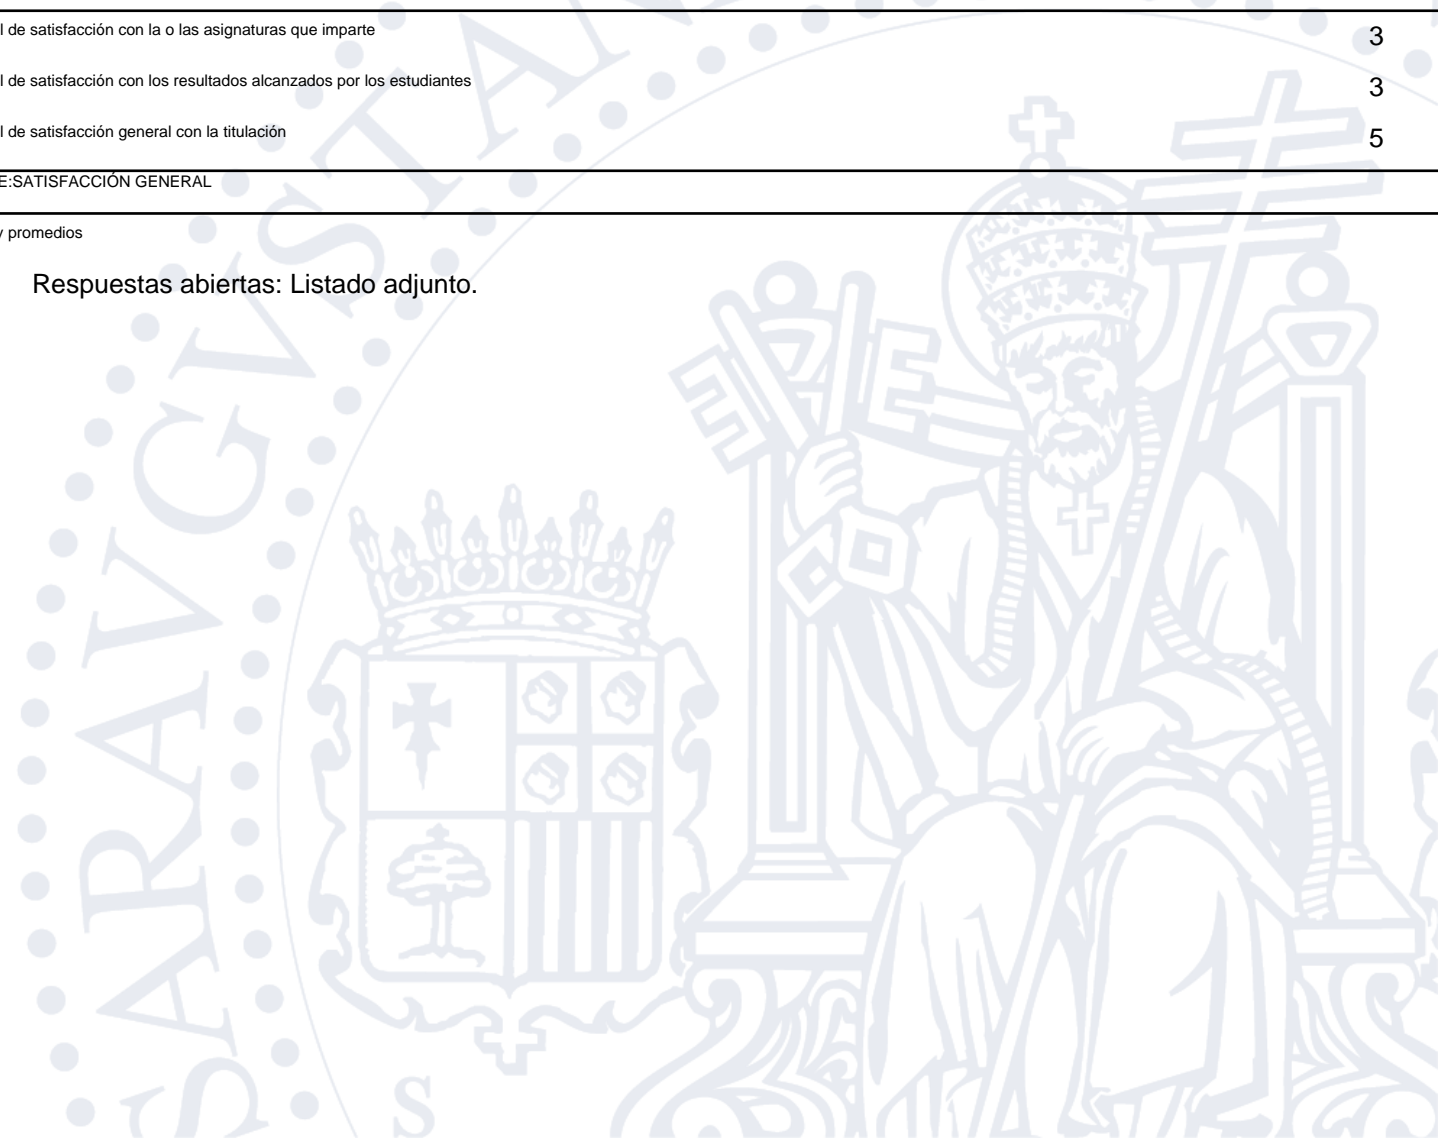 l de satisfacción con la o las asignaturas que imparte 3
l de satisfacción con los resultados alcanzados por los estudiantes 3
l de satisfacción general con la titulación 5
E:SATISFACCIÓN GENERAL
y promedios
Respuestas abiertas: Listado adjunto.
SARAVGVSTAN
S